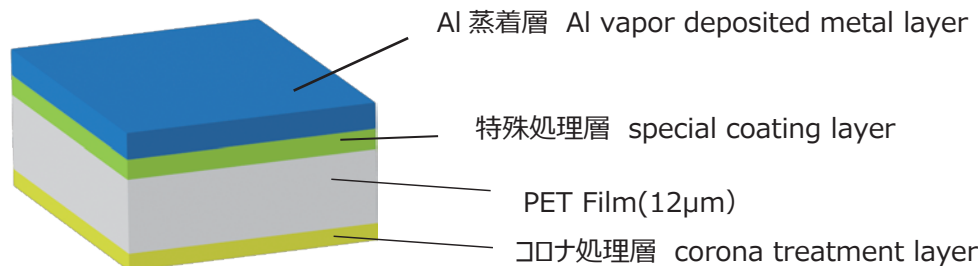 Al 蒸着層 Al vapor deposited metal layer
特殊処理層 special coating layer
PET Film(12μm）
コロナ処理層 corona treatment layer